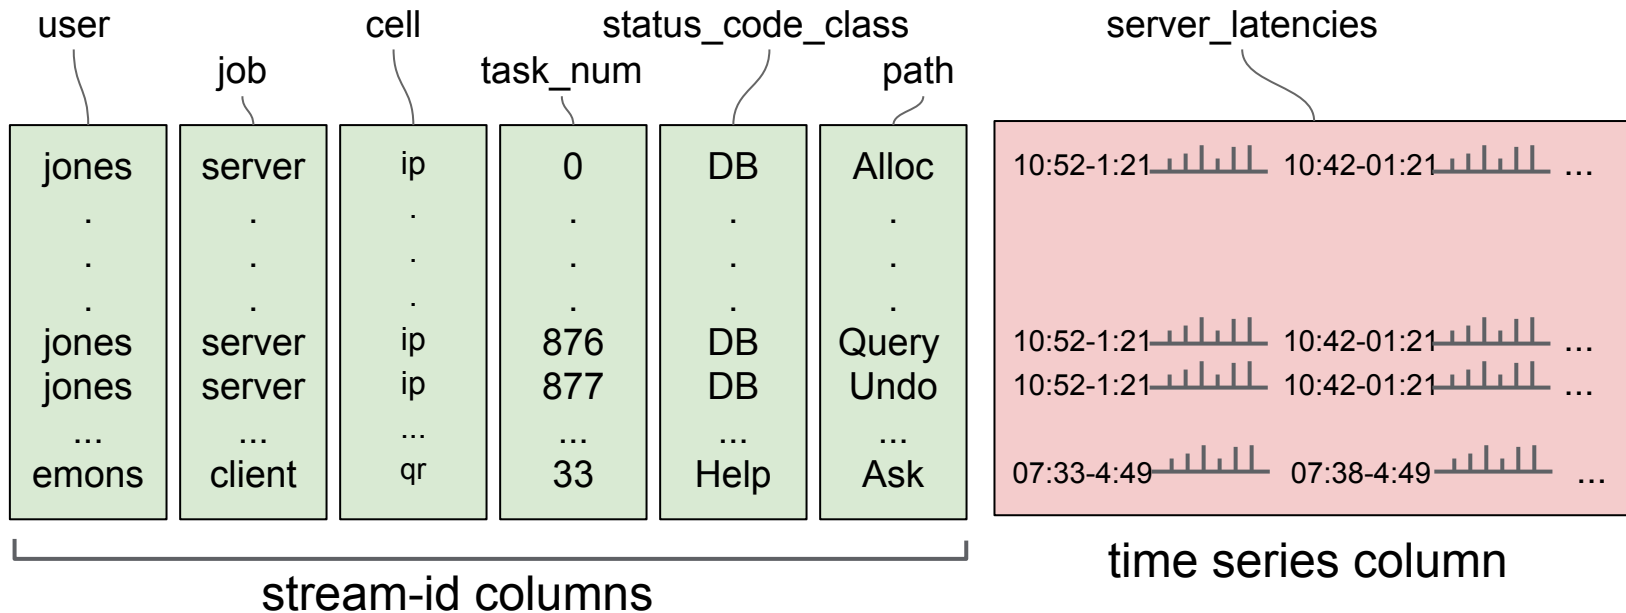 user cell status_code_class server_latencies
job task_num path
jones server ip 0 DB Alloc 10:52-1:21 10:42-01:21 ...
. . . . . .
. . . . . .
. . . . . .
jones server ip 876 DB Query 10:52-1:21 10:42-01:21 ...
jones server ip 877 DB Undo 10:52-1:21 10:42-01:21 ...
... ... ... ... ... ...
emons client qr 33 Help Ask 07:33-4:49 07:38-4:49 ...
stream-id columns time series column